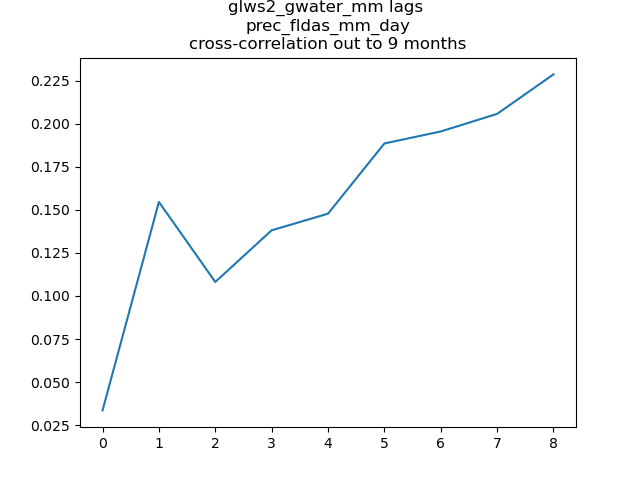 glws2_gwater_mm lags
prec_fldas_mm_day
cross-correlation out to 9 months
0.225
0.200
0.175
0.150
0.125
0.100
0.075
0.050
0.025
0 1 2 3 4 5 6 7 8